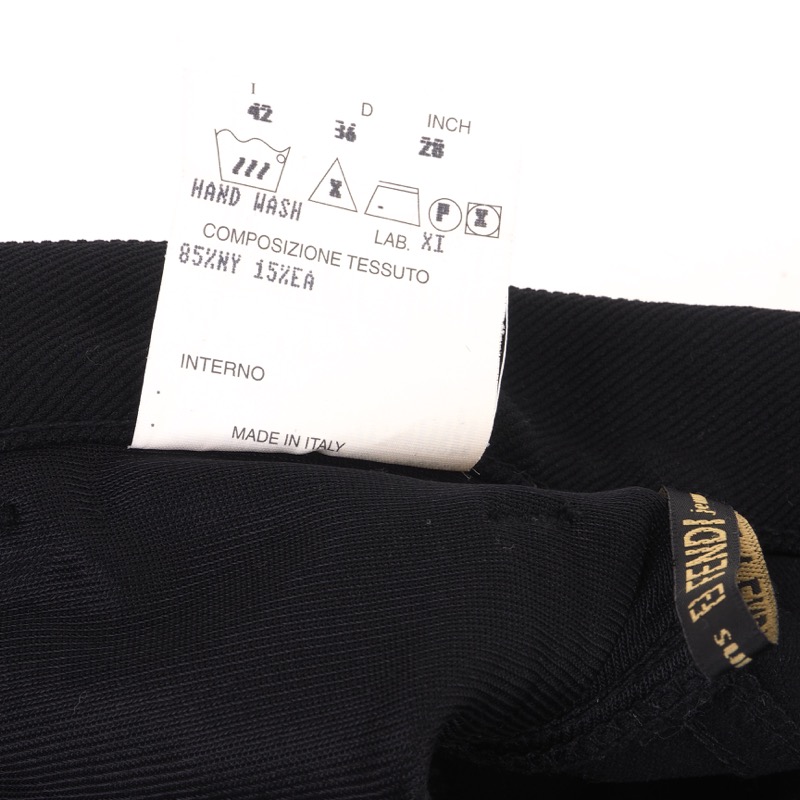 I D INCH
42 36 28
X P X
HAND WASH
LAB. XI
COMPOSIZIONE TESSUTO
85%NY 15%EA
INTERNO
MADE IN ITALY
FENDI